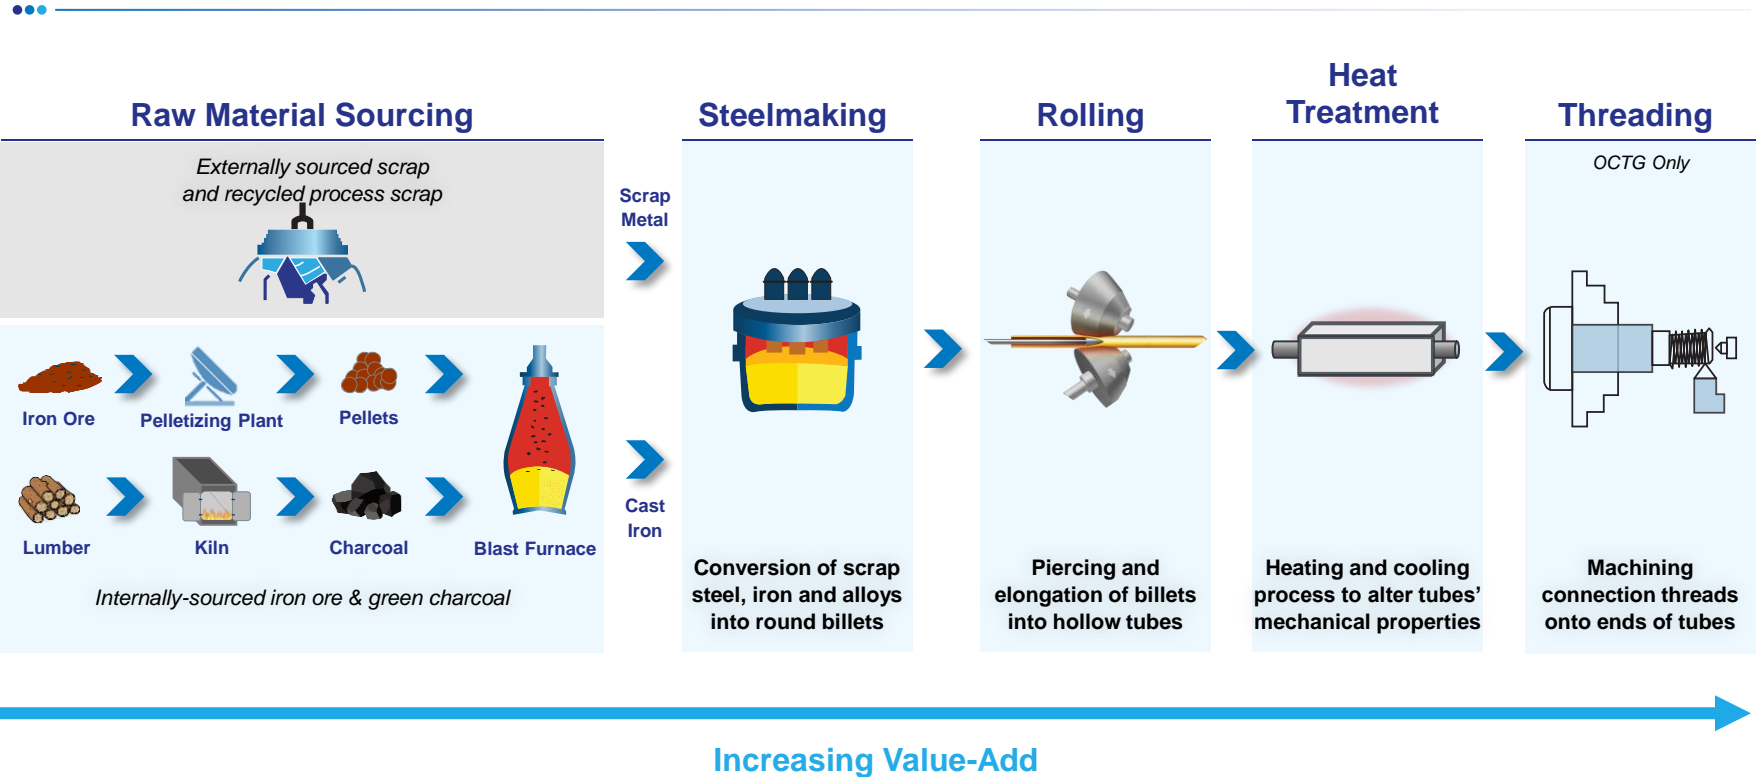 Raw Material Sourcing
Externally sourced scrap
and recycled process scrap
Iron Ore
Pelletizing Plant
Pellets
Lumber
Kiln
Charcoal
Blast Furnace
Internally-sourced iron ore & green charcoal
Scrap
Metal
Cast
Iron
Steelmaking
Conversion of scrap
steel, iron and alloys
into round billets
Rolling
Piercing and
elongation of billets
into hollow tubes
Heat
Treatment
Heating and cooling
process to alter tubes’
mechanical properties
Threading
OCTG Only
Machining
connection threads
onto ends of tubes
Increasing Value-Add